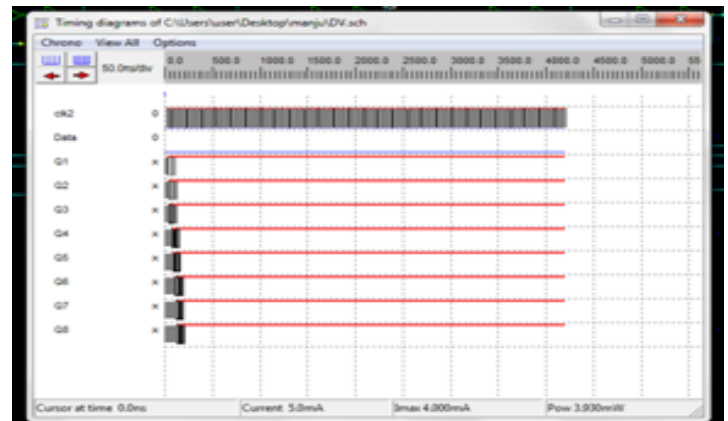 Timing diagrams of C:\Users\user\Desktop\manju\DV.sch
Chrono View All Options
50.0ns/div 0.0 500.0 1000.0 1500.0 2000.0 2500.0 3000.0 3500.0 4000.0 4500.0 5000.0 55
clk2 0
Data 0
Q1 x
Q2 x
Q3 x
Q4 x
Q5 x
Q6 x
Q7 x
Q8 x
Cursor at time 0.0ns Current 5.0mA Imax 4.000mA Pow 3.930mW